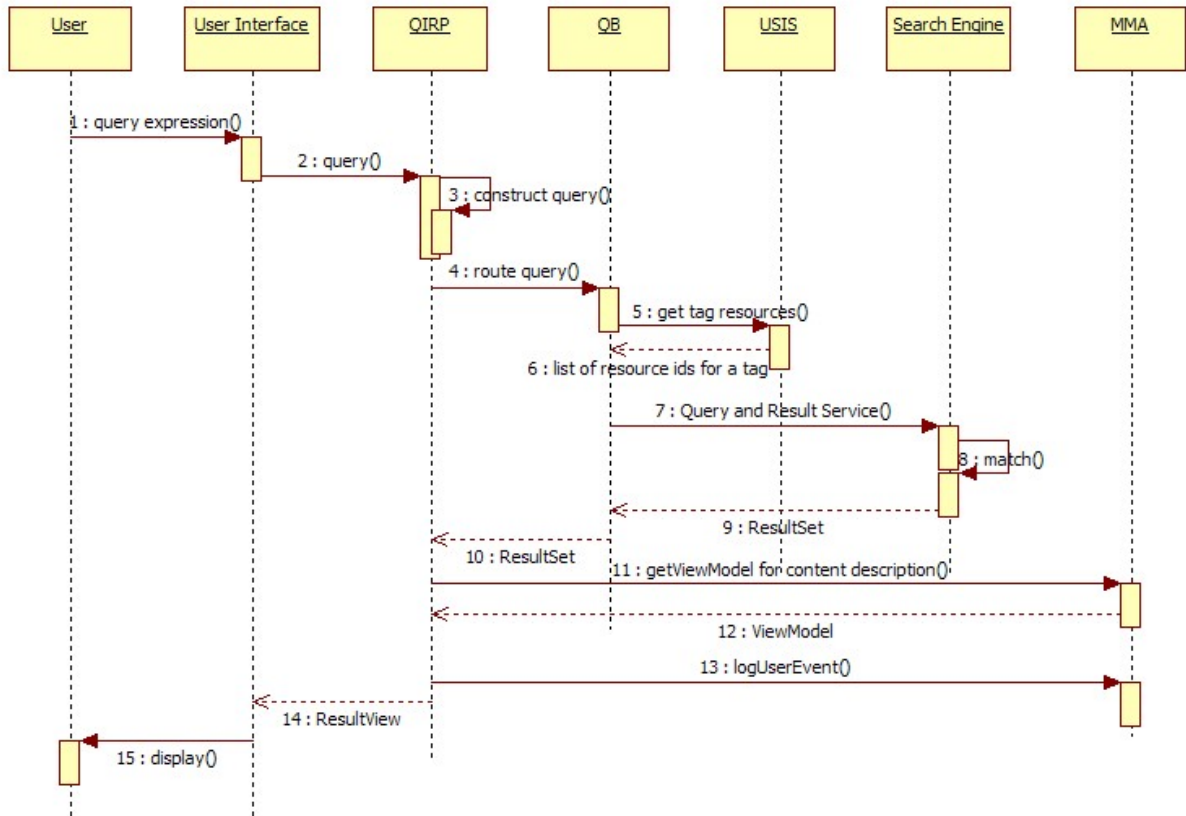 User
User Interface
QIRP
QB
USIS
Search Engine
MMA
1 : query expression()
2 : query()
3 : construct query()
4 : route query()
5 : get tag resources()
6 : list of resource ids for a tag
7 : Query and Result Service()
8 : match()
9 : ResultSet
10 : ResultSet
11 : getViewModel for content description()
12 : ViewModel
13 : logUserEvent()
14 : ResultView
15 : display()